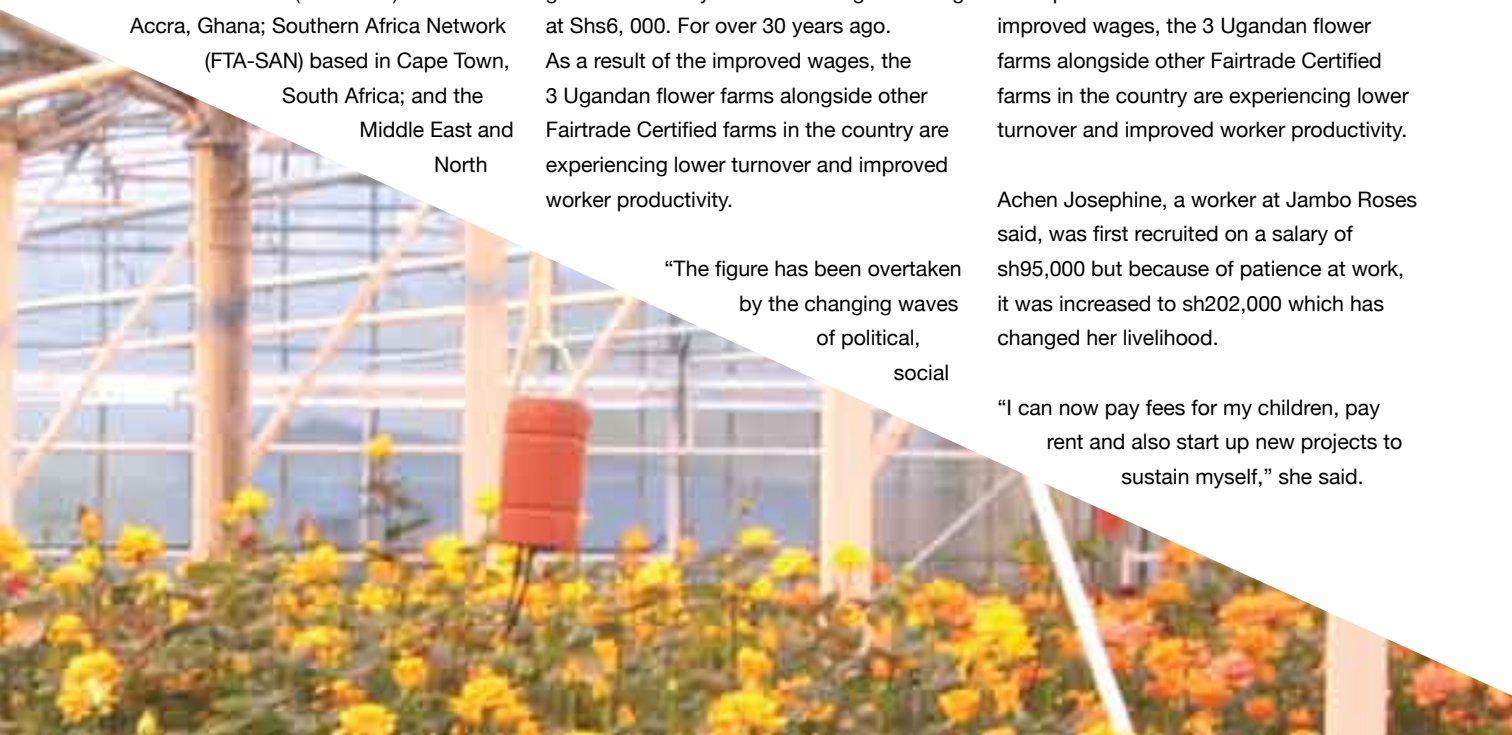 Accra, Ghana; Southern Africa Network
(FTA-SAN) based in Cape Town,
South Africa; and the
Middle East and
North
at Shs6, 000. For over 30 years ago.
As a result of the improved wages, the
3 Ugandan flower farms alongside other
Fairtrade Certified farms in the country are
experiencing lower turnover and improved
worker productivity.
“The figure has been overtaken
by the changing waves
of political,
social
improved wages, the 3 Ugandan flower
farms alongside other Fairtrade Certified
farms in the country are experiencing lower
turnover and improved worker productivity.
Achen Josephine, a worker at Jambo Roses
said, was first recruited on a salary of
sh95,000 but because of patience at work,
it was increased to sh202,000 which has
changed her livelihood.
“I can now pay fees for my children, pay
rent and also start up new projects to
sustain myself,” she said.